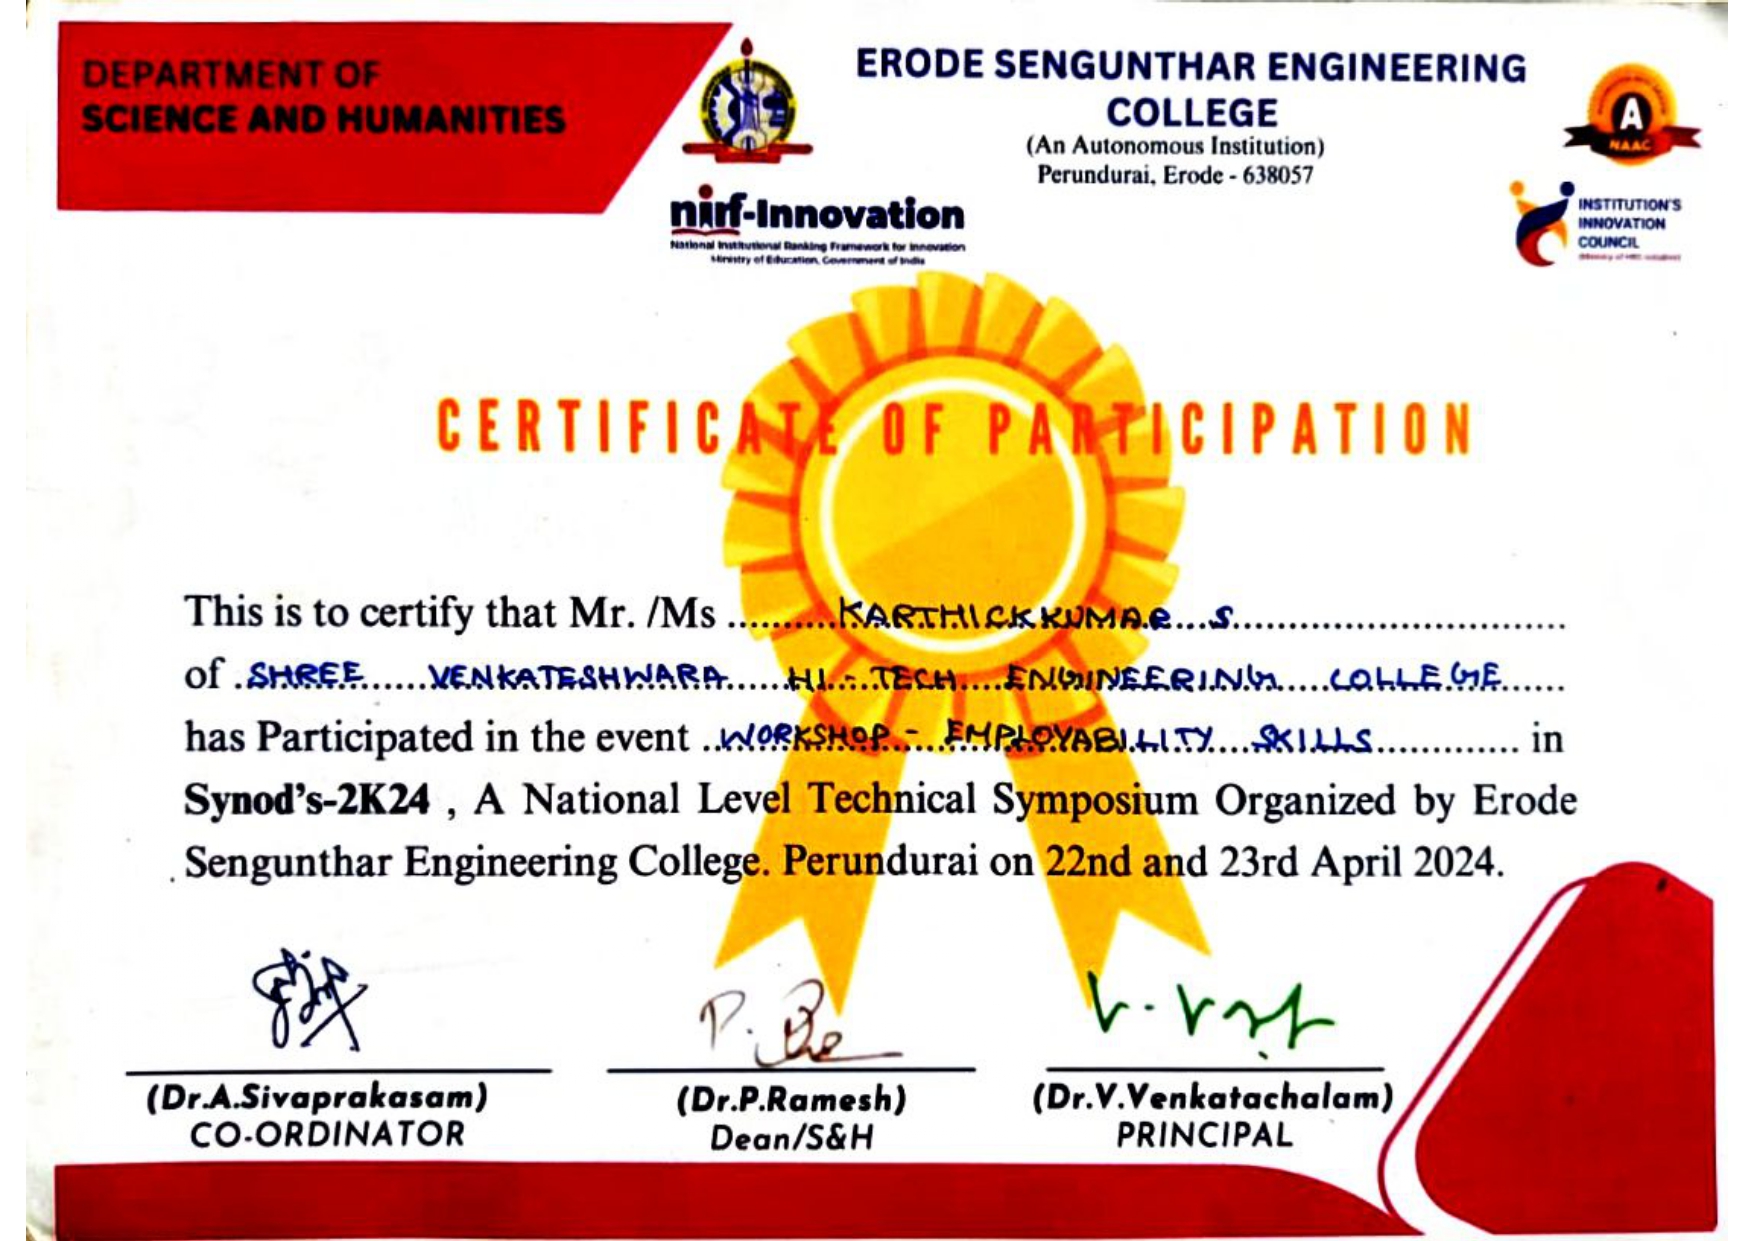 DEPARTMENT OF
SCIENCE AND HUMANITIES
ERODE SENGUNTHAR ENGINEERING
COLLEGE
(An Autonomous Institution)
Perundurai, Erode - 638057
A
NAAC
nirf-Innovation
National Institutional Ranking Framework for Innovation
Ministry of Education, Government of India
INSTITUTION'S
INNOVATION
COUNCIL
(Ministry of HRD Initiative)
CERTIFICATE OF PARTICIPATION
This is to certify that Mr. /Ms ..........KARTHICKKUMAR...S..............................
of .SHREE......VENKATESHWARA......HI.-.TECH....ENGINEERING.....COLLEGE......
has Participated in the event ..WORKSHOP.-...EMPLOYABILITY....SKILLS............. in
Synod's-2K24 , A National Level Technical Symposium Organized by Erode
Sengunthar Engineering College. Perundurai on 22nd and 23rd April 2024.
(Dr.A.Sivaprakasam)
CO-ORDINATOR
(Dr.P.Ramesh)
Dean/S&H
(Dr.V.Venkatachalam)
PRINCIPAL